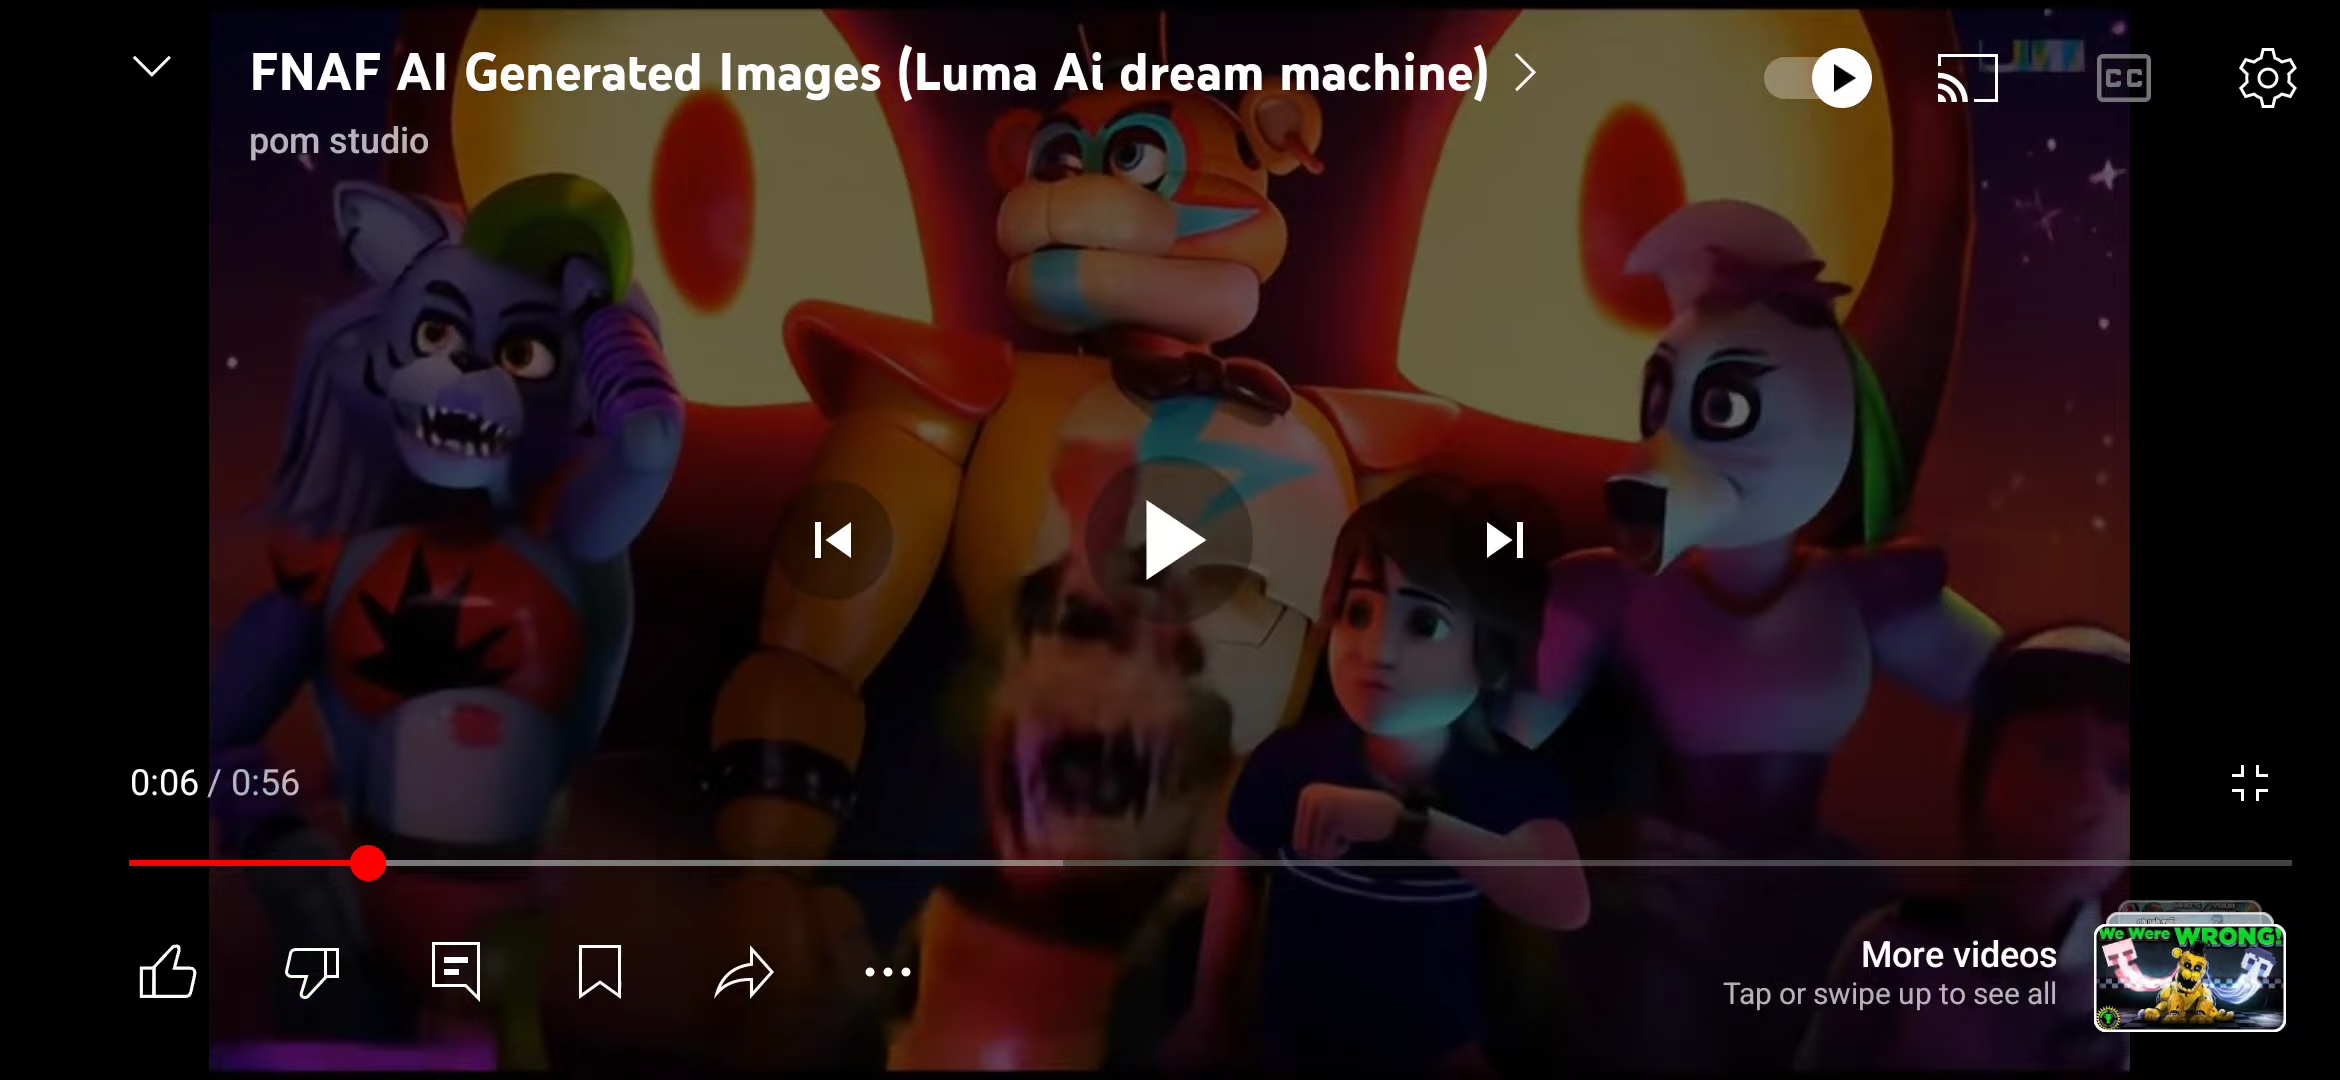 FNAF AI Generated Images (Luma Ai dream machine)
pom studio
CC
0:06 / 0:56
More videos
Tap or swipe up to see all
We Were WRONG!